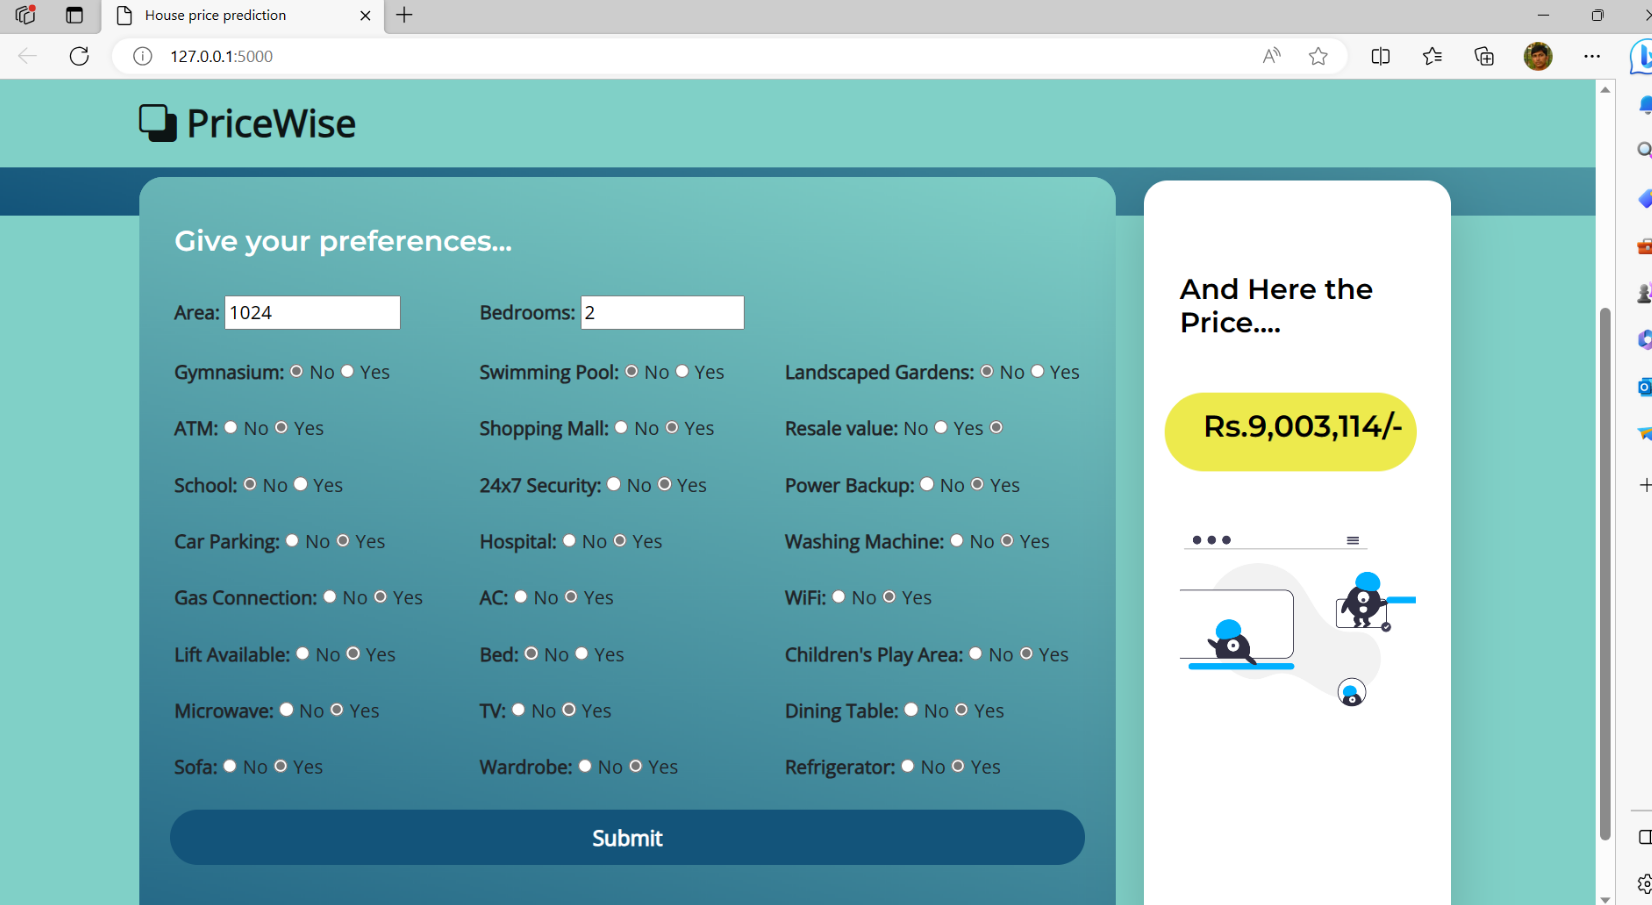 House price prediction
127.0.0.1:5000
PriceWise
Give your preferences...
Area: 1024 Bedrooms: 2
Gymnasium: No Yes Swimming Pool: No Yes Landscaped Gardens: No Yes
ATM: No Yes Shopping Mall: No Yes Resale value: No Yes
School: No Yes 24x7 Security: No Yes Power Backup: No Yes
Car Parking: No Yes Hospital: No Yes Washing Machine: No Yes
Gas Connection: No Yes AC: No Yes WiFi: No Yes
Lift Available: No Yes Bed: No Yes Children's Play Area: No Yes
Microwave: No Yes TV: No Yes Dining Table: No Yes
Sofa: No Yes Wardrobe: No Yes Refrigerator: No Yes
Submit
And Here the
Price....
Rs.9,003,114/-